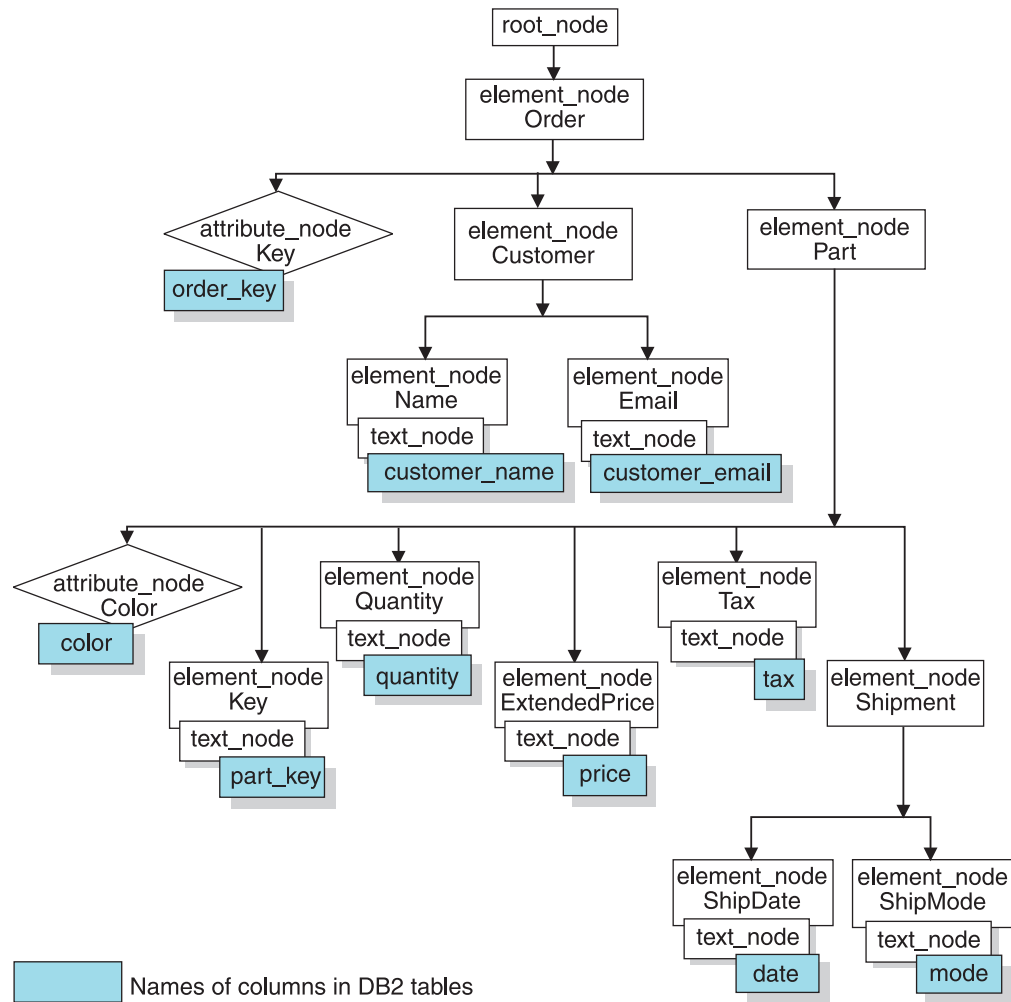 root_node
element_node
Order
attribute_node
Key
order_key
element_node
Customer
element_node
Part
element_node
Name
text_node
customer_name
element_node
Email
text_node
customer_email
attribute_node
Color
color
element_node
Key
text_node
part_key
element_node
Quantity
text_node
quantity
element_node
ExtendedPrice
text_node
price
element_node
Tax
text_node
tax
element_node
Shipment
element_node
ShipDate
text_node
date
element_node
ShipMode
text_node
mode
Names of columns in DB2 tables